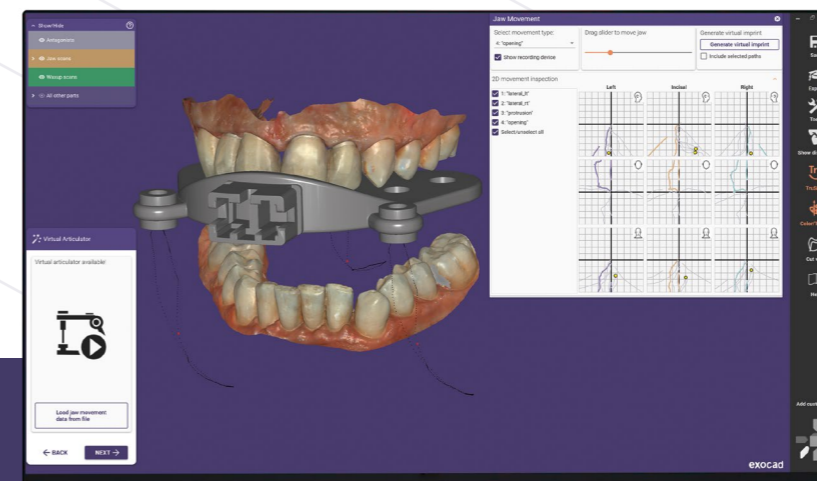 Show/Hide
Antagonists
Jaw scans
Waxup scans
All other parts
Virtual Articulator
Virtual articulator available!
Load jaw movement
data from file
BACK
NEXT
Jaw Movement
Select movement type:
4: "opening"
Show recording device
Drag slider to move jaw
Generate virtual imprint
Generate virtual imprint
Include selected paths
2D movement inspection
1: "lateral_lt"
2: "lateral_rt"
3: "protrusion"
4: "opening"
Select/unselect all
Left
Incisal
Right
exocad